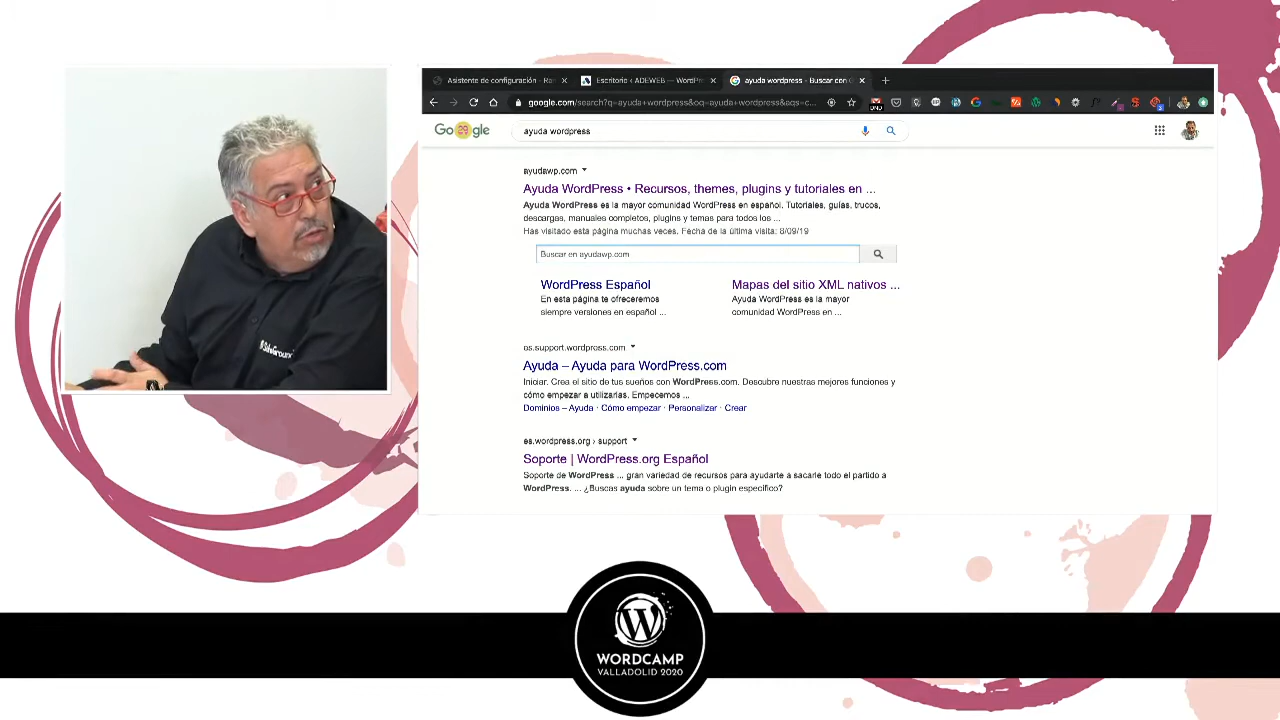 Asistente de configuración - Ra
Escritorio ‹ ADEWEB — WordPr
ayuda wordpress - Buscar con
google.com/search?q=ayuda+wordpress&oq=ayuda+wordpress&aqs=c...
Google
ayuda wordpress
ayudawp.com
Ayuda WordPress • Recursos, themes, plugins y tutoriales en ...
Ayuda WordPress es la mayor comunidad WordPress en español. Tutoriales, guías, trucos,
descargas, manuales completos, plugins y temas para todos los ...
Has visitado esta página muchas veces. Fecha de la última visita: 8/09/19
Buscar en ayudawp.com
WordPress Español
En esta página te ofreceremos
siempre versiones en español ...
Mapas del sitio XML nativos ...
Ayuda WordPress es la mayor
comunidad WordPress en ...
os.support.wordpress.com
Ayuda – Ayuda para WordPress.com
Iniciar. Crea el sitio de tus sueños con WordPress.com. Descubre nuestras mejores funciones y
cómo empezar a utilizarlas. Empecemos ...
Dominios – Ayuda · Cómo empezar · Personalizar · Crear
es.wordpress.org › support
Soporte | WordPress.org Español
Soporte de WordPress ... gran variedad de recursos para ayudarte a sacarle todo el partido a
WordPress. ... ¿Buscas ayuda sobre un tema o plugin específico?
SiteGround
WORDCAMP
VALLADOLID 2020